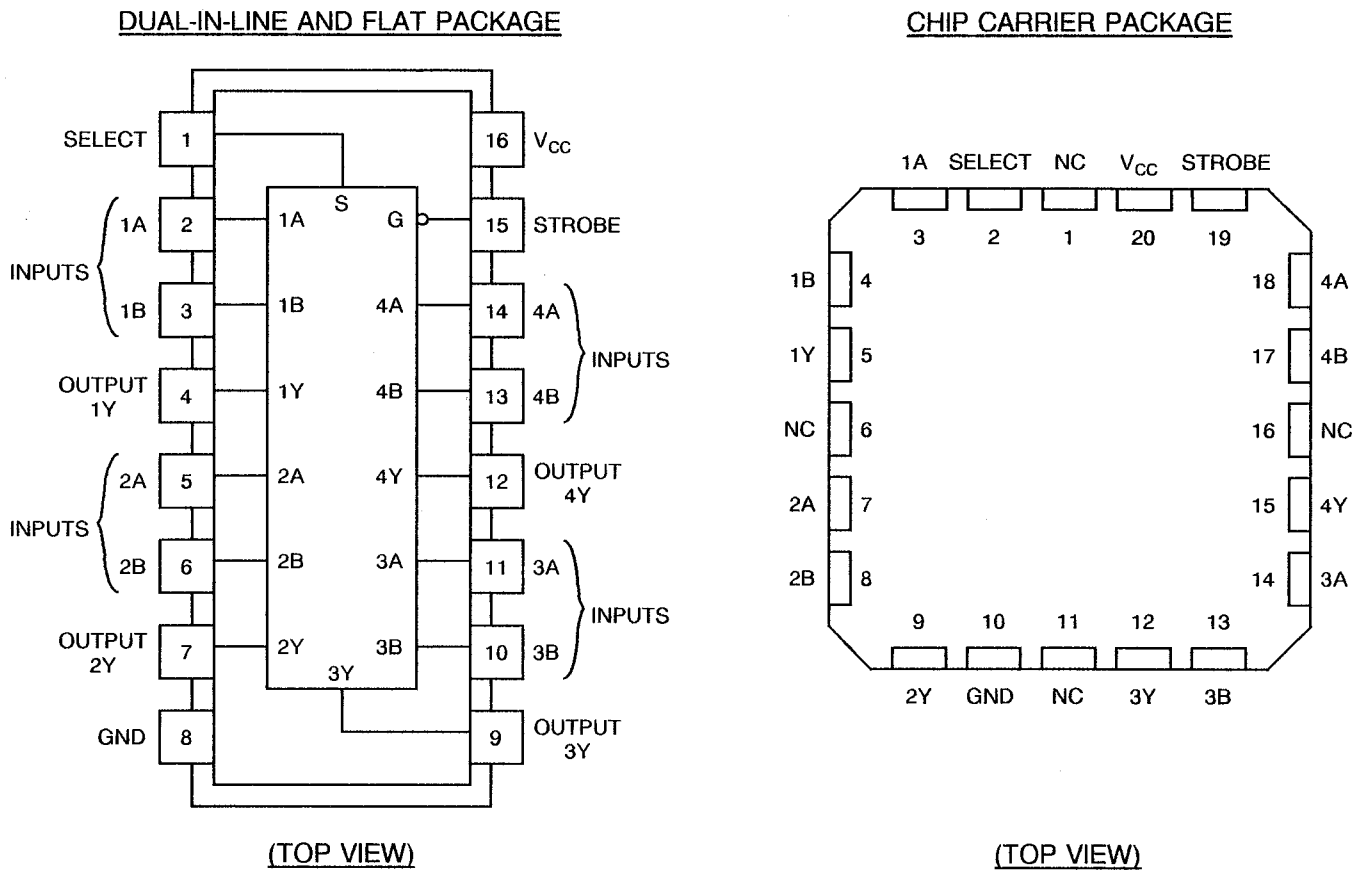 DUAL-IN-LINE AND FLAT PACKAGE
SELECT 1 16 VCC
S
1A 2 1A G 15 STROBE
INPUTS
1B 3 1B 4A 14 4A
INPUTS
OUTPUT 1Y 4 1Y 4B 13 4B
2A 5 2A 4Y 12 OUTPUT 4Y
INPUTS
2B 6 2B 3A 11 3A
INPUTS
OUTPUT 2Y 7 2Y 3B 10 3B
3Y
GND 8 9 OUTPUT 3Y
(TOP VIEW)
CHIP CARRIER PACKAGE
1A SELECT NC VCC STROBE
3 2 1 20 19
1B 4 18 4A
1Y 5 17 4B
NC 6 16 NC
2A 7 15 4Y
2B 8 14 3A
9 10 11 12 13
2Y GND NC 3Y 3B
(TOP VIEW)